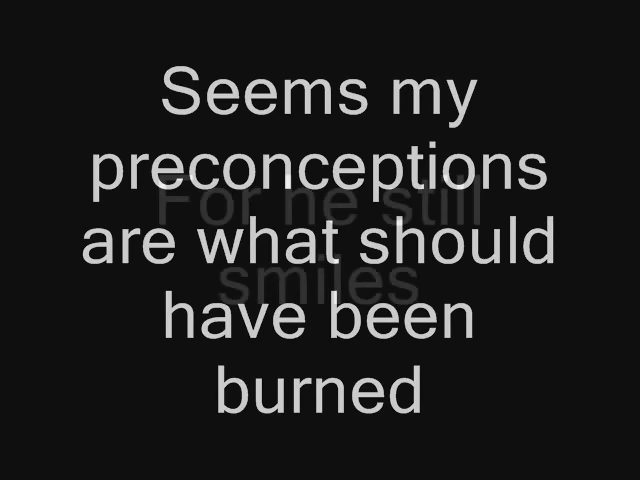 Seems my
preconceptions
For he still
are what should
smiles
have been
burned